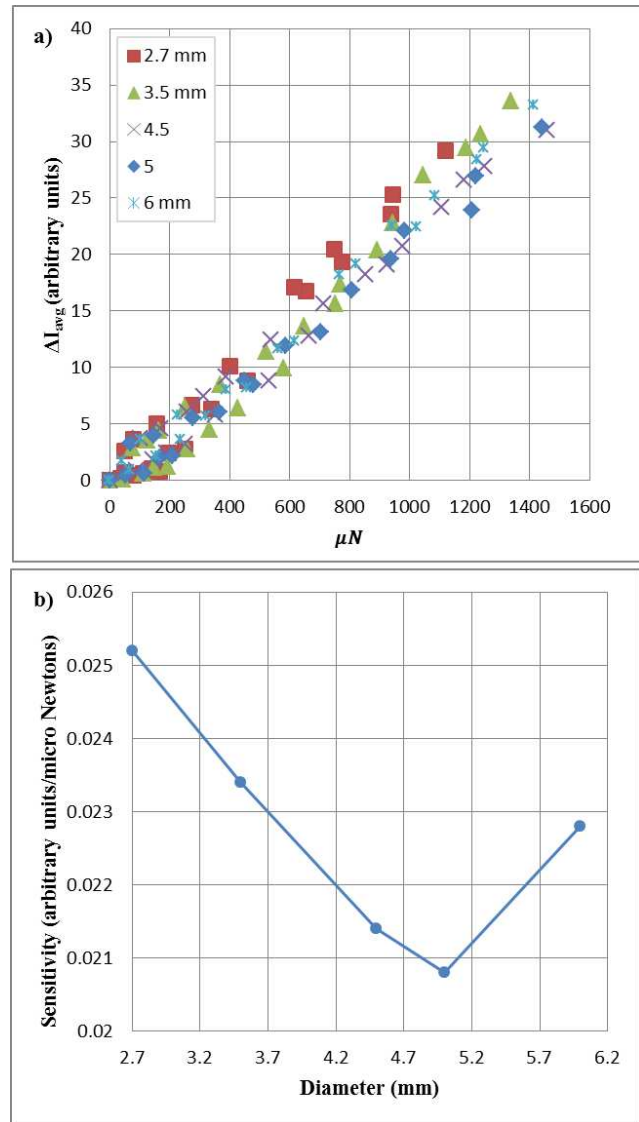 a)
40
35
30
25
20
15
10
5
0
ΔIavg (arbitrary units)
2.7 mm
3.5 mm
4.5
5
6 mm
0 200 400 600 800 1000 1200 1400 1600
μN
b)
0.026
0.025
0.024
0.023
0.022
0.021
0.02
Sensitivity (arbitrary units/micro Newtons)
2.7 3.2 3.7 4.2 4.7 5.2 5.7 6.2
Diameter (mm)